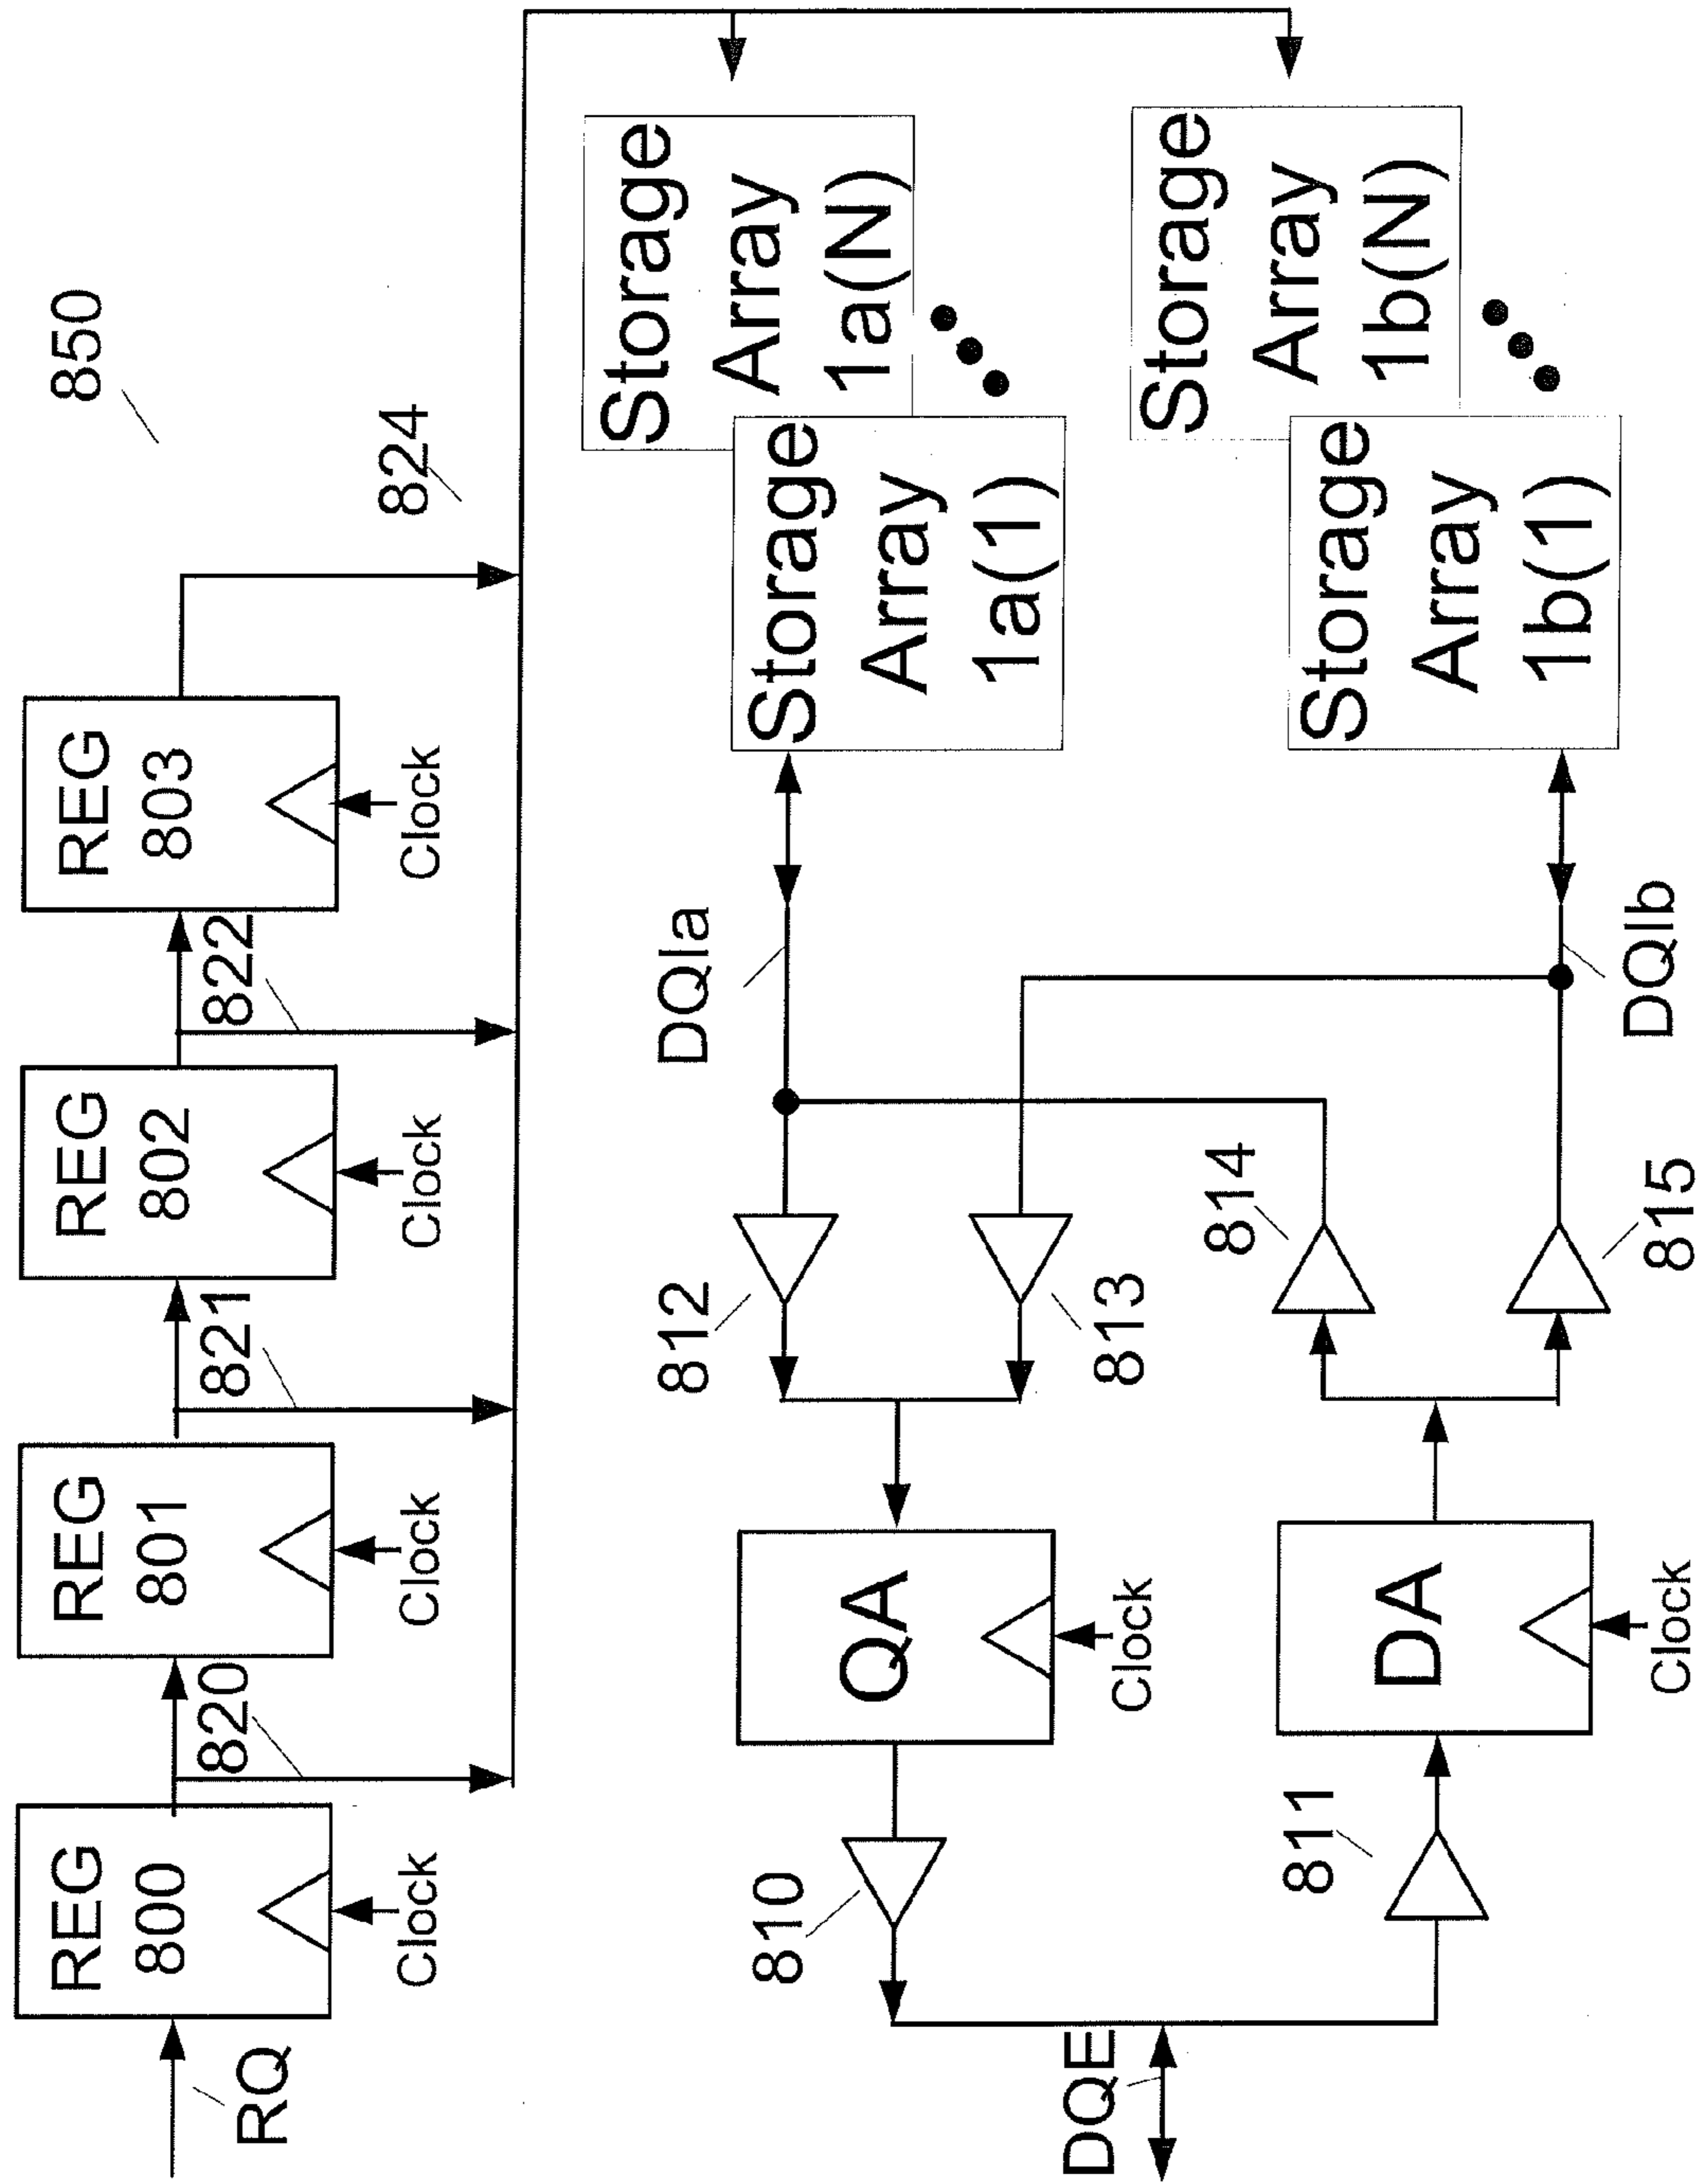 850
REG
800
REG
801
REG
802
REG
803
RQ
820
821
822
824
Clock
Clock
Clock
Clock
DQE
810
811
QA
Clock
DA
Clock
812
813
814
815
DQIa
DQIb
Storage
Array
1a(1)
Storage
Array
1a(N)
Storage
Array
1b(1)
Storage
Array
1b(N)